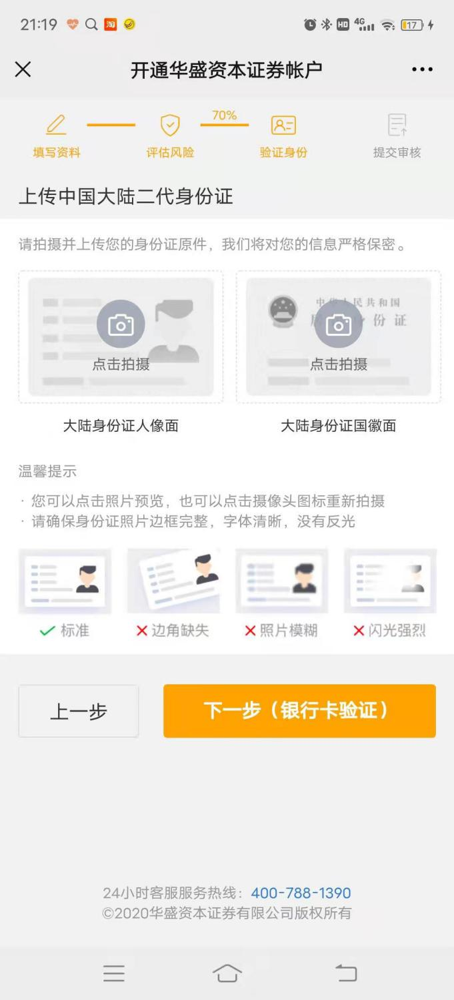 21:19
淘
HD
4G
17
开通华盛资本证券帐户
70%
填写资料
评估风险
验证身份
提交审核
上传中国大陆二代身份证
请拍摄并上传您的身份证原件，我们将对您的信息严格保密。
中华人民共和国
份证
点击拍摄
点击拍摄
大陆身份证人像面
大陆身份证国徽面
温馨提示
· 您可以点击照片预览，也可以点击摄像头图标重新拍摄
· 请确保身份证照片边框完整，字体清晰，没有反光
标准
边角缺失
照片模糊
闪光强烈
上一步
下一步（银行卡验证）
24小时客服服务热线：400-788-1390
©2020华盛资本证券有限公司版权所有